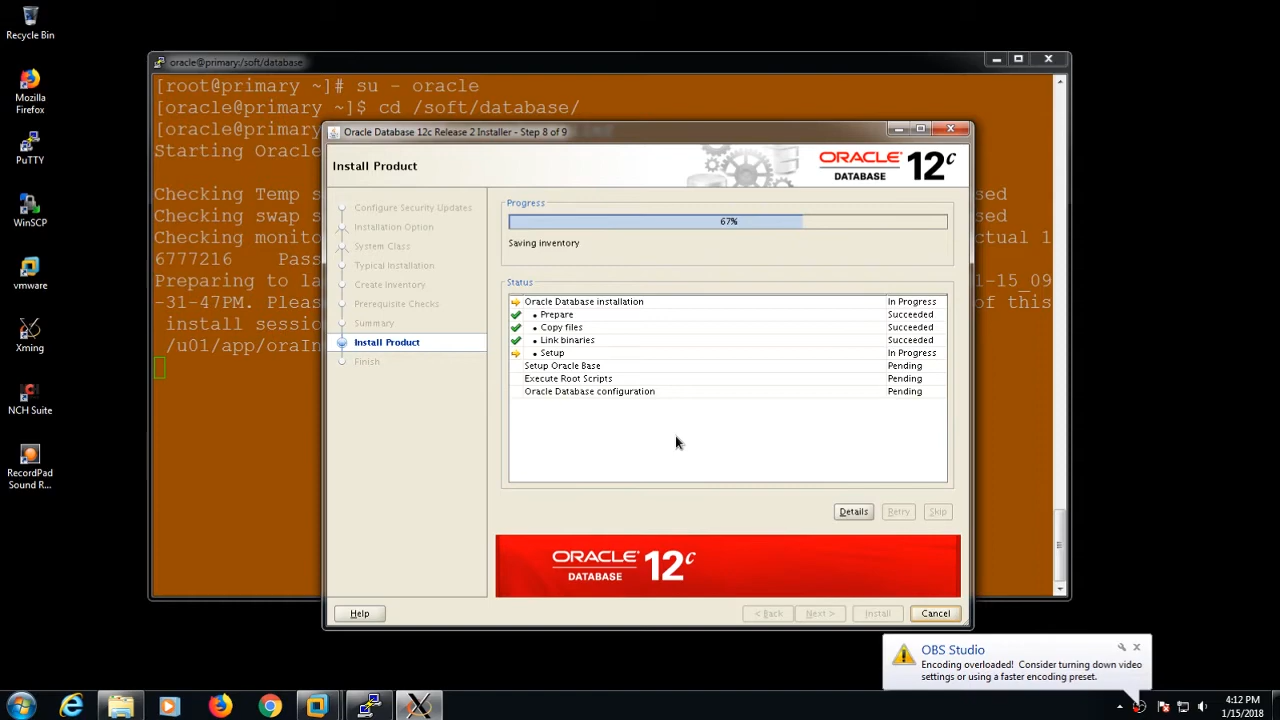 Recycle Bin
Mozilla
Firefox
PuTTY
WinSCP
vmware
Xming
NCH Suite
RecordPad
Sound R...
oracle@primary:/soft/database
[root@primary ~]# su - oracle
[oracle@primary ~]$ cd /soft/database/
[oracle@prima
Starting Oracle
Checking Temp s
sed
Checking swap s
sed
Checking monito
ctual 1
6777216 Pass
Preparing to la
1-15_09
-31-47PM. Pleas
of this
install sessio
/u01/app/oraIn
Oracle Database 12c Release 2 Installer - Step 8 of 9
Install Product
ORACLE DATABASE 12c
Configure Security Updates
Installation Option
System Class
Typical Installation
Create Inventory
Prerequisite Checks
Summary
Install Product
Finish
Progress
67%
Saving inventory
Status
Oracle Database installation In Progress
• Prepare Succeeded
• Copy files Succeeded
• Link binaries Succeeded
• Setup In Progress
Setup Oracle Base Pending
Execute Root Scripts Pending
Oracle Database configuration Pending
Details Retry Skip
ORACLE DATABASE 12c
Help < Back Next > Install Cancel
OBS Studio
Encoding overloaded! Consider turning down video
settings or using a faster encoding preset.
4:12 PM
1/15/2018